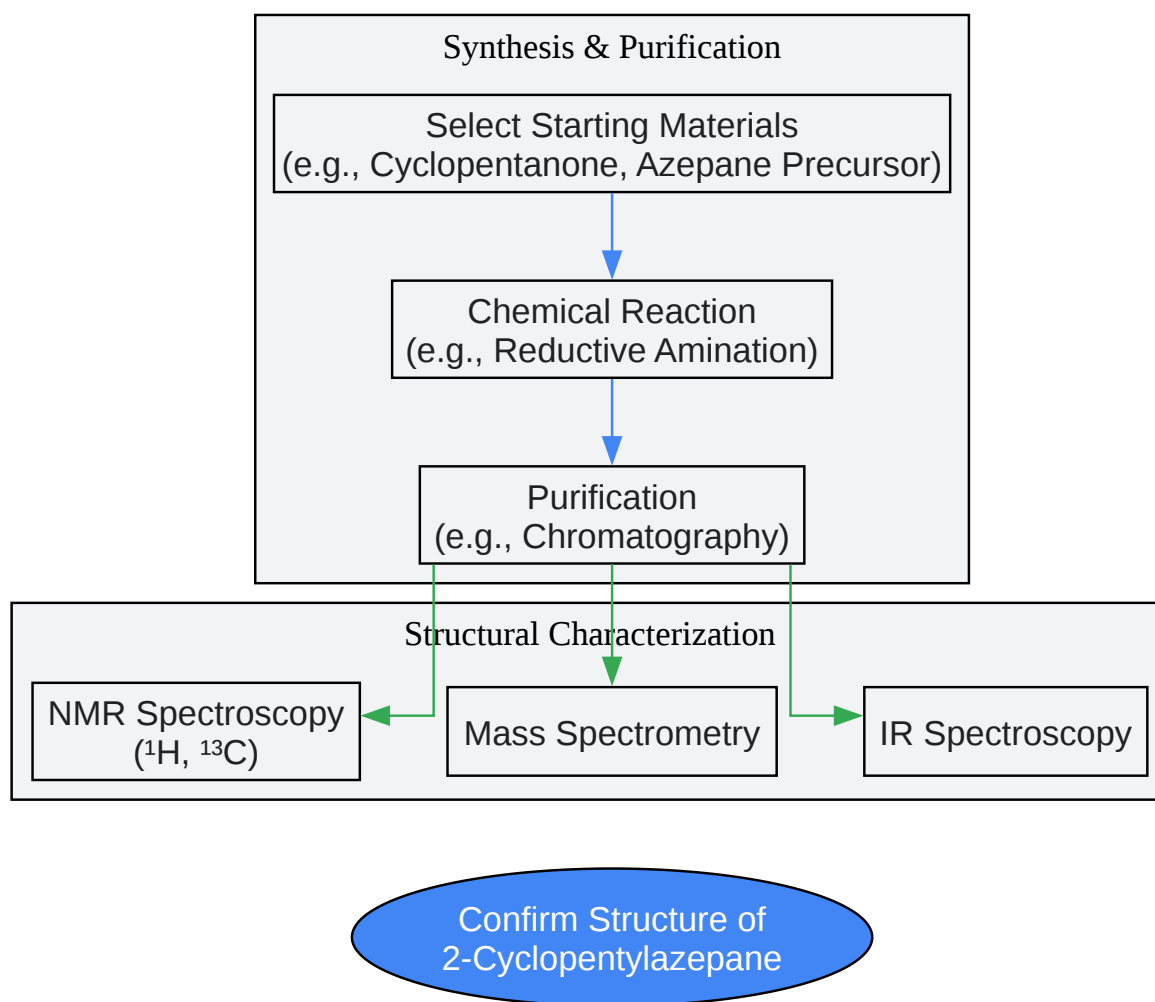 Synthesis & Purification
Select Starting Materials
(e.g., Cyclopentanone, Azepane Precursor)
Chemical Reaction
(e.g., Reductive Amination)
Purification
(e.g., Chromatography)
Structural Characterization
NMR Spectroscopy
(¹H, ¹³C)
Mass Spectrometry
IR Spectroscopy
Confirm Structure of
2-Cyclopentylazepane